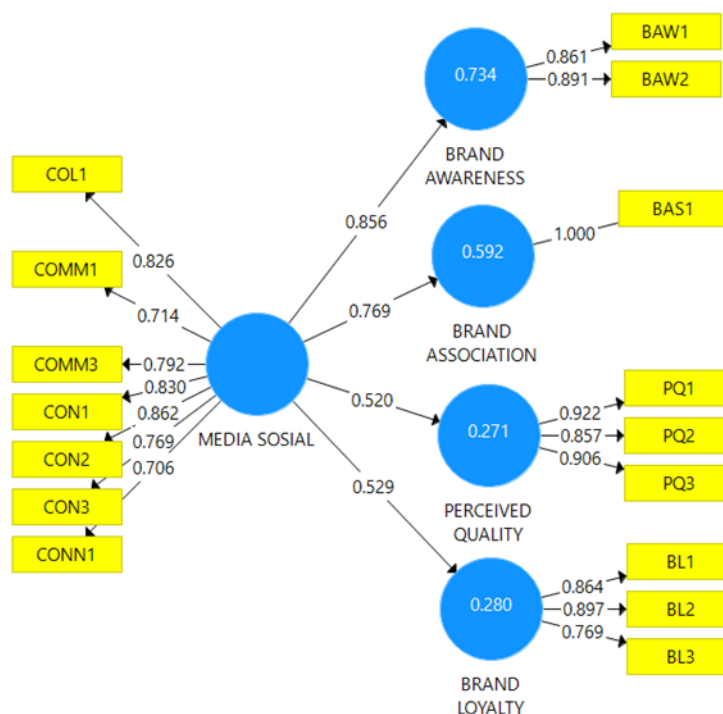 COL1
COMM1
COMM3
CON1
CON2
CON3
CONN1
0.826
0.714
0.792
0.830
0.862
0.769
0.706
MEDIA SOSIAL
0.856
0.769
0.520
0.529
0.734
BRAND
AWARENESS
0.861
0.891
BAW1
BAW2
0.592
BRAND
ASSOCIATION
1.000
BAS1
0.271
PERCEIVED
QUALITY
0.922
0.857
0.906
PQ1
PQ2
PQ3
0.280
BRAND
LOYALTY
0.864
0.897
0.769
BL1
BL2
BL3